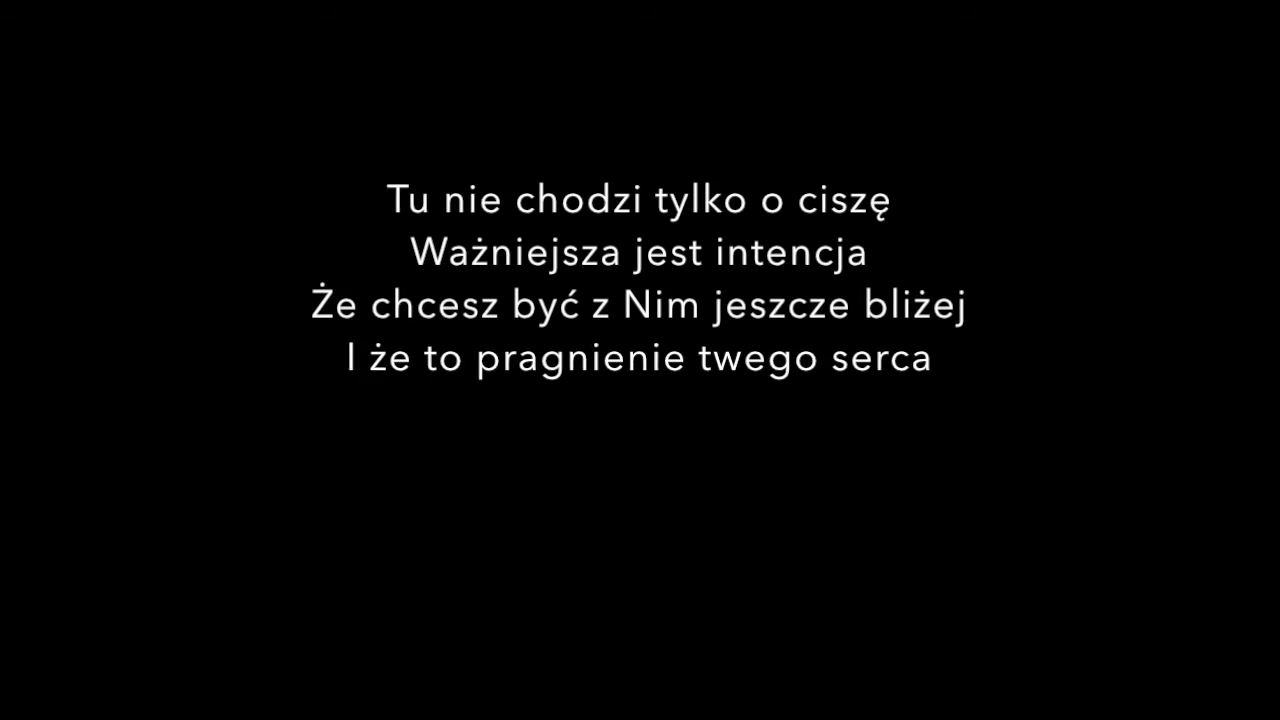 Tu nie chodzi tylko o ciszę
Ważniejsza jest intencja
Że chcesz być z Nim jeszcze bliżej
I że to pragnienie twego serca